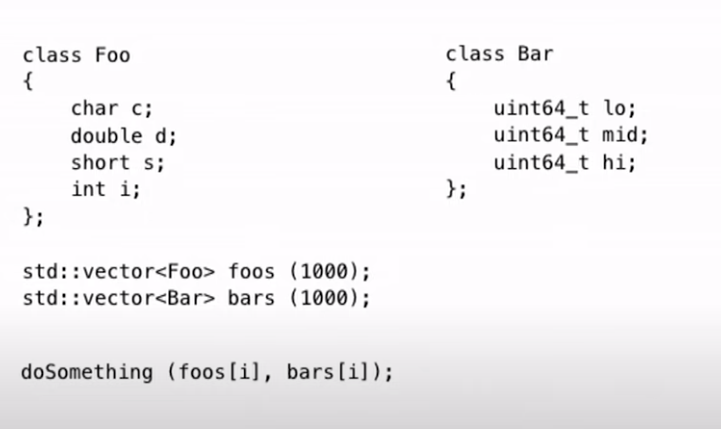 class Foo
{
    char c;
    double d;
    short s;
    int i;
};
class Bar
{
    uint64_t lo;
    uint64_t mid;
    uint64_t hi;
};
std::vector<Foo> foos (1000);
std::vector<Bar> bars (1000);
doSomething (foos[i], bars[i]);